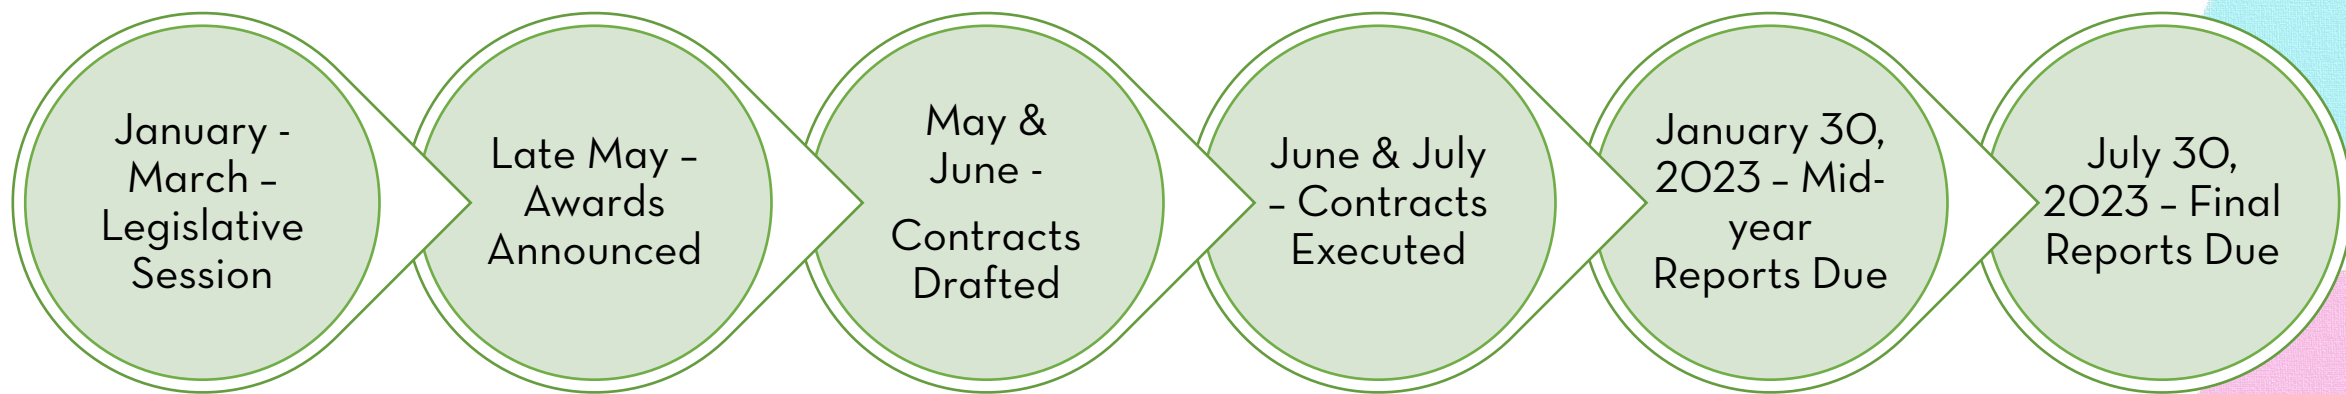 January -
March –
Legislative
Session
Late May –
Awards
Announced
May &
June -
Contracts
Drafted
June & July
– Contracts
Executed
January 30,
2023 – Mid-
year
Reports Due
July 30,
2023 – Final
Reports Due